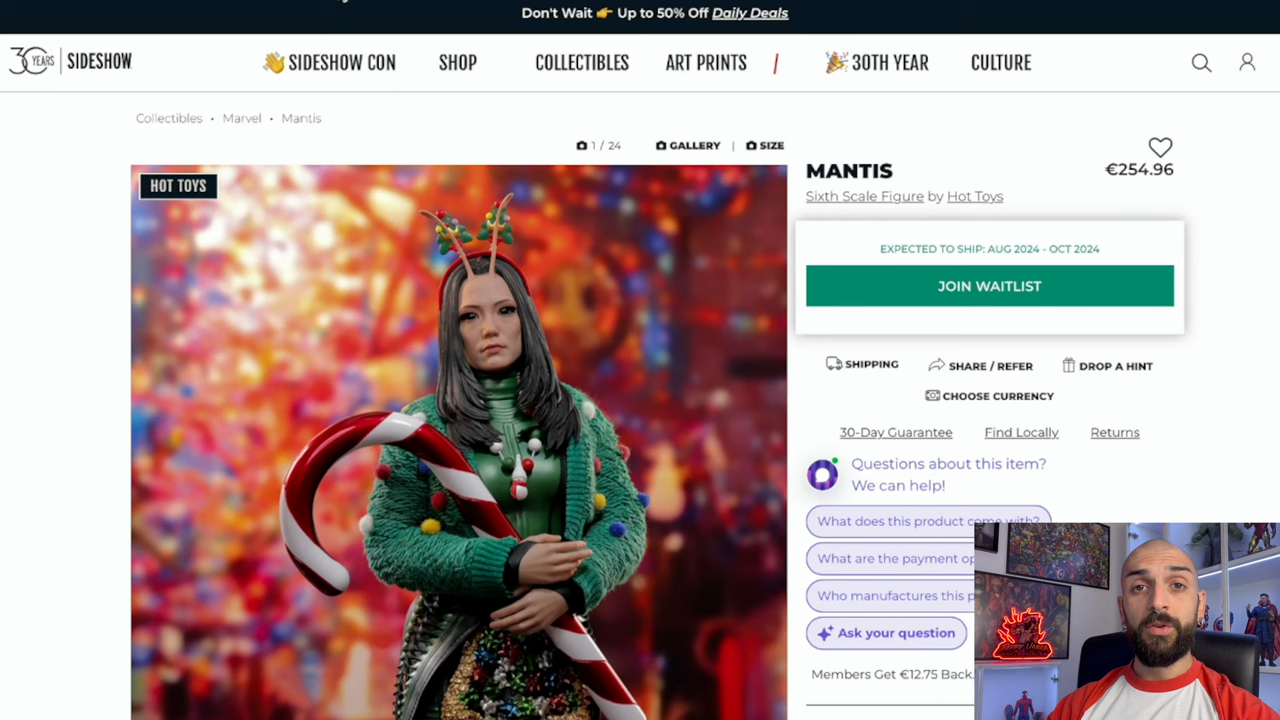 Don't Wait 👉 Up to 50% Off Daily Deals
30 YEARS SIDESHOW
👋 SIDESHOW CON
SHOP
COLLECTIBLES
ART PRINTS
/
🎉 30TH YEAR
CULTURE
Collectibles • Marvel • Mantis
1 / 24
GALLERY | SIZE
HOT TOYS
MANTIS
€254.96
Sixth Scale Figure by Hot Toys
EXPECTED TO SHIP: AUG 2024 - OCT 2024
JOIN WAITLIST
SHIPPING
SHARE / REFER
DROP A HINT
CHOOSE CURRENCY
30-Day Guarantee
Find Locally
Returns
Questions about this item?
We can help!
What does this product come with?
What are the payment
Who manufactures this
Ask your question
Members Get €12.75 Back.